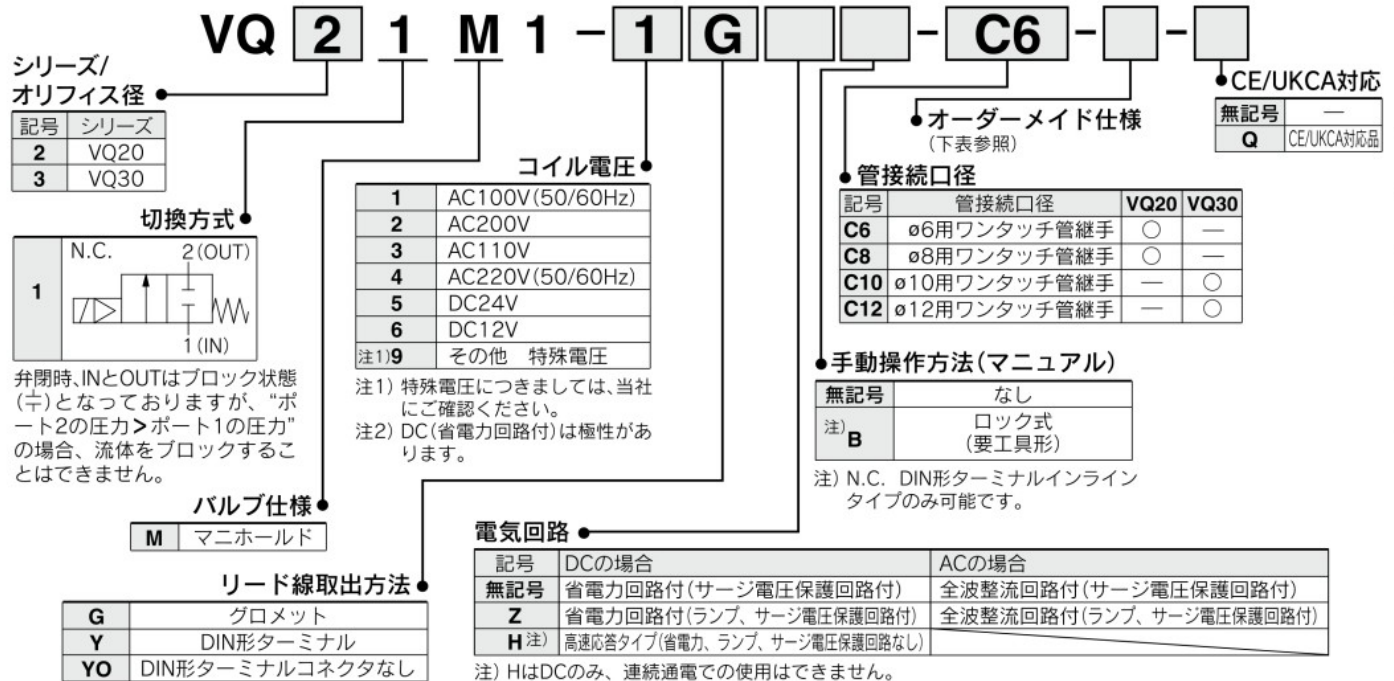 VQ 2 1 M 1 - 1 G - C6 - -
シリーズ/
オリフィス径
記号 シリーズ
2 VQ20
3 VQ30
切換方式
1 N.C. 2(OUT)
1(IN)
弁閉時、INとOUTはブロック状態
(╤)となっておりますが、“ポ
ート2の圧力>ポート1の圧力”
の場合、流体をブロックするこ
とはできません。
バルブ仕様
M マニホールド
リード線取出方法
G グロメット
Y DIN形ターミナル
YO DIN形ターミナルコネクタなし
コイル電圧
1 AC100V(50/60Hz)
2 AC200V
3 AC110V
4 AC220V(50/60Hz)
5 DC24V
6 DC12V
注1)9 その他 特殊電圧
注1) 特殊電圧につきましては、当社
にご確認ください。
注2) DC(省電力回路付)は極性があ
ります。
電気回路
記号 DCの場合 ACの場合
無記号 省電力回路付(サージ電圧保護回路付) 全波整流回路付(サージ電圧保護回路付)
Z 省電力回路付(ランプ、サージ電圧保護回路付) 全波整流回路付(ランプ、サージ電圧保護回路付)
H注) 高速応答タイプ(省電力、ランプ、サージ電圧保護回路なし)
注) HはDCのみ、連続通電での使用はできません。
手動操作方法(マニュアル)
無記号 なし
注)B ロック式
(要工具形)
注) N.C. DIN形ターミナルインライン
タイプのみ可能です。
管接続口径
記号 管接続口径 VQ20 VQ30
C6 ø6用ワンタッチ管継手 ○ —
C8 ø8用ワンタッチ管継手 ○ —
C10 ø10用ワンタッチ管継手 — ○
C12 ø12用ワンタッチ管継手 — ○
オーダーメイド仕様
(下表参照)
CE/UKCA対応
無記号 —
Q CE/UKCA対応品